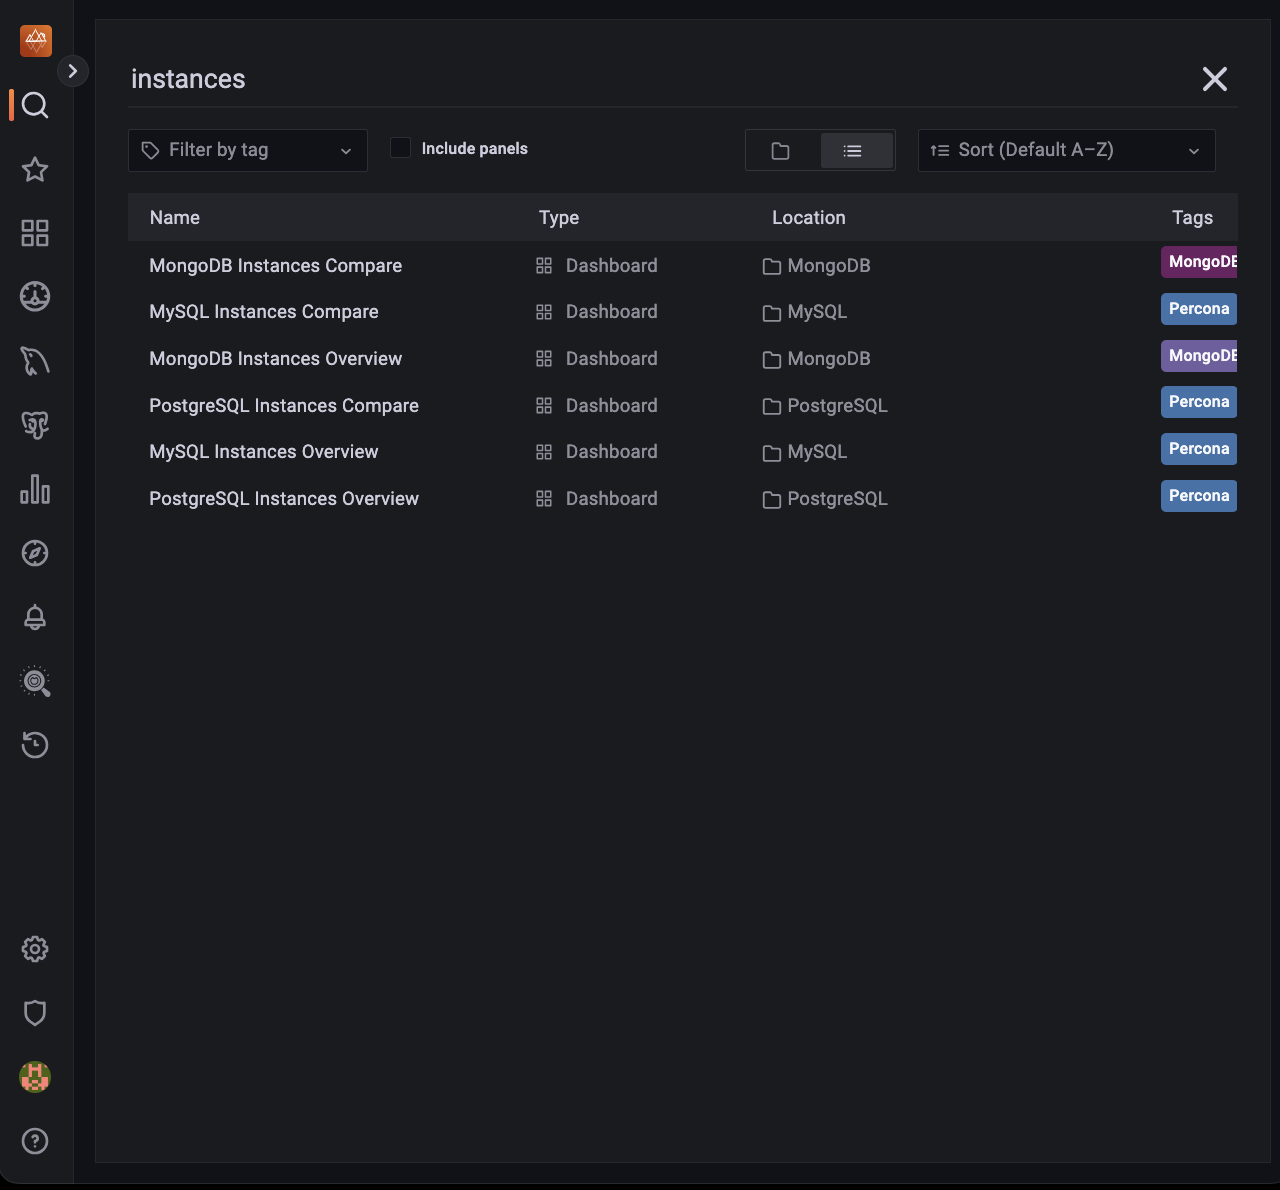 instances
Filter by tag
Include panels
Sort (Default A–Z)
Name Type Location Tags
MongoDB Instances Compare Dashboard MongoDB MongoDB
MySQL Instances Compare Dashboard MySQL Percona
MongoDB Instances Overview Dashboard MongoDB MongoDB
PostgreSQL Instances Compare Dashboard PostgreSQL Percona
MySQL Instances Overview Dashboard MySQL Percona
PostgreSQL Instances Overview Dashboard PostgreSQL Percona